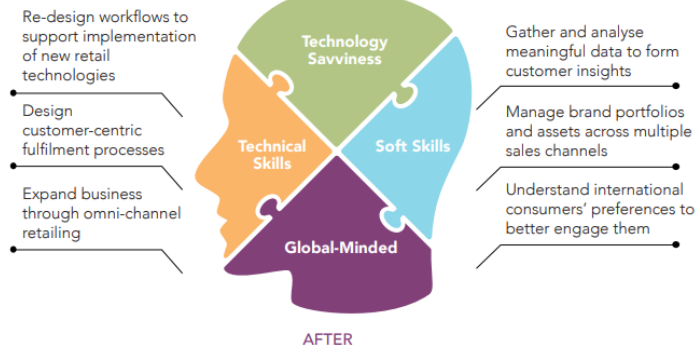 Re-design workflows to
support implementation
of new retail
technologies
Design
customer-centric
fulfilment processes
Expand business
through omni-channel
retailing
Technology
Savviness
Technical
Skills
Soft Skills
Global-Minded
Gather and analyse
meaningful data to form
customer insights
Manage brand portfolios
and assets across multiple
sales channels
Understand international
consumers’ preferences to
better engage them
AFTER